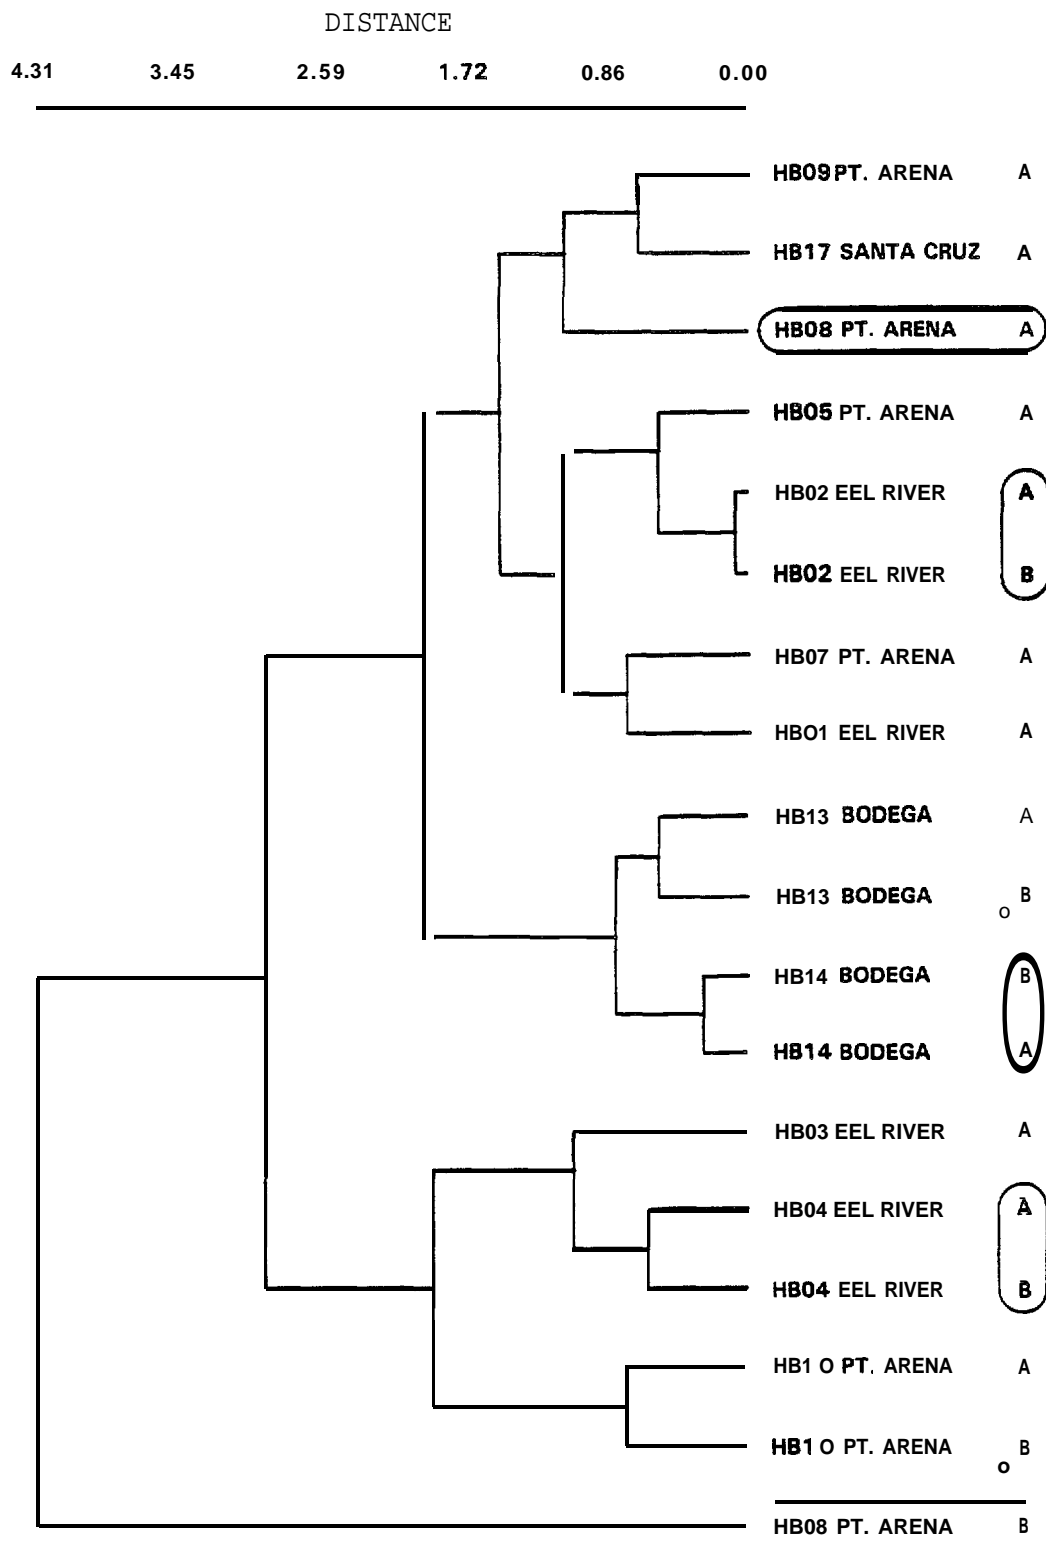 DISTANCE
4.31 3.45 2.59 1.72 0.86 0.00
HB09 PT. ARENA A
HB17 SANTA CRUZ A
HB08 PT. ARENA A
HB05 PT. ARENA A
HB02 EEL RIVER A
HB02 EEL RIVER B
HB07 PT. ARENA A
HBO1 EEL RIVER A
HB13 BODEGA A
HB13 BODEGA B
o
HB14 BODEGA B
HB14 BODEGA A
HB03 EEL RIVER A
HB04 EEL RIVER A
HB04 EEL RIVER B
HB1 O PT. ARENA A
HB1 O PT. ARENA B
o
HB08 PT. ARENA B